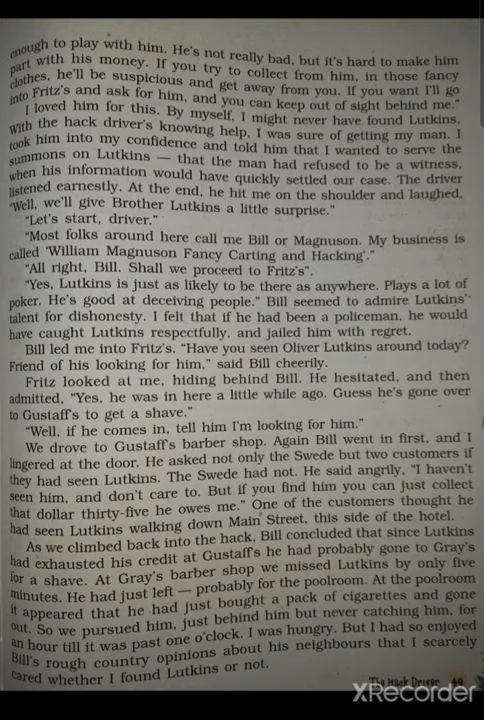 enough to play with him. He's not really bad, but it's hard to make him
part with his money. If you try to collect from him, in those fancy
clothes, he'll be suspicious and get away from you. If you want I'll go
into Fritz's and ask for him, and you can keep out of sight behind me."
I loved him for this. By myself, I might never have found Lutkins.
With the hack driver's knowing help, I was sure of getting my man. I
took him into my confidence and told him that I wanted to serve the
summons on Lutkins — that the man had refused to be a witness,
when his information would have quickly settled our case. The driver
listened earnestly. At the end, he hit me on the shoulder and laughed,
"Well, we'll give Brother Lutkins a little surprise."
"Let's start, driver."
"Most folks around here call me Bill or Magnuson. My business is
called 'William Magnuson Fancy Carting and Hacking'."
"All right, Bill. Shall we proceed to Fritz's".
"Yes, Lutkins is just as likely to be there as anywhere. Plays a lot of
poker. He's good at deceiving people." Bill seemed to admire Lutkins'
talent for dishonesty. I felt that if he had been a policeman, he would
have caught Lutkins respectfully, and jailed him with regret.
Bill led me into Fritz's. "Have you seen Oliver Lutkins around today?
Friend of his looking for him," said Bill cheerily.
Fritz looked at me, hiding behind Bill. He hesitated, and then
admitted, "Yes, he was in here a little while ago. Guess he's gone over
to Gustaff's to get a shave."
"Well, if he comes in, tell him I'm looking for him."
We drove to Gustaff's barber shop. Again Bill went in first, and I
lingered at the door. He asked not only the Swede but two customers if
they had seen Lutkins. The Swede had not. He said angrily, "I haven't
seen him, and don't care to. But if you find him you can just collect
that dollar thirty-five he owes me." One of the customers thought he
had seen Lutkins walking down Main Street, this side of the hotel.
As we climbed back into the hack, Bill concluded that since Lutkins
had exhausted his credit at Gustaff's he had probably gone to Gray's
for a shave. At Gray's barber shop we missed Lutkins by only five
minutes. He had just left — probably for the poolroom. At the poolroom
it appeared that he had just bought a pack of cigarettes and gone
out. So we pursued him, just behind him but never catching him, for
an hour till it was past one o'clock. I was hungry. But I had so enjoyed
Bill's rough country opinions about his neighbours that I scarcely
cared whether I found Lutkins or not.
The Hack Driver 49
XRecorder